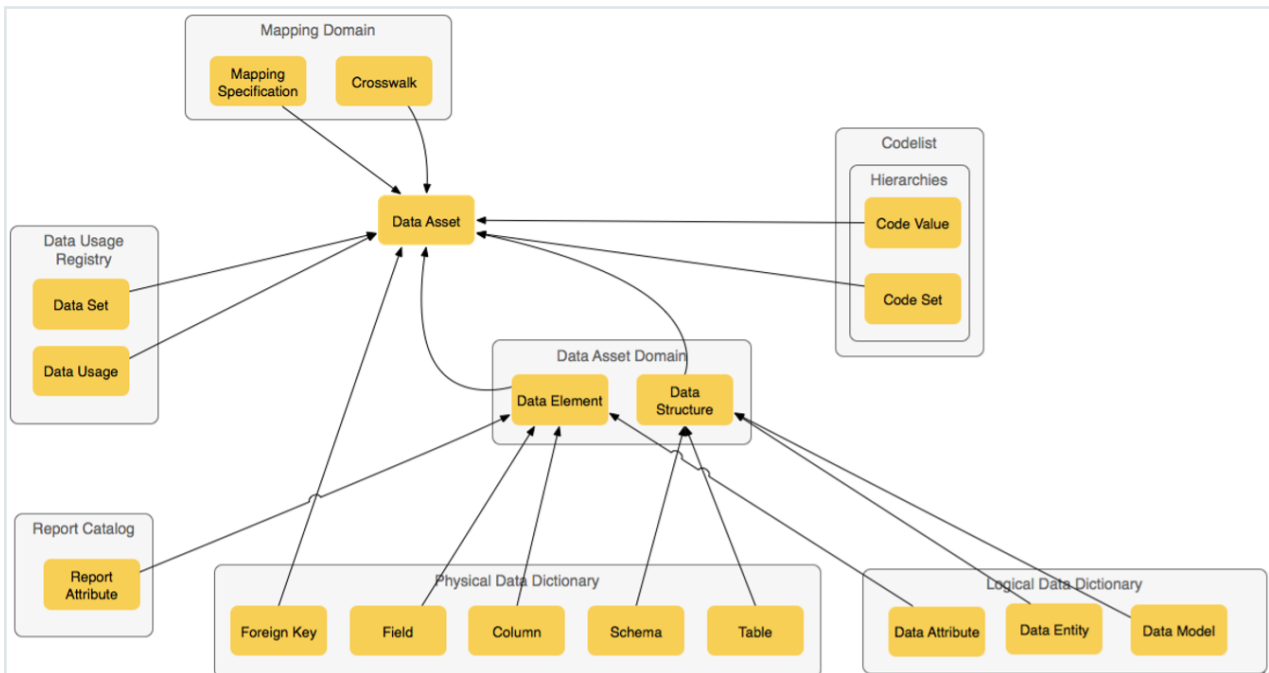 Mapping Domain
Mapping
Specification
Crosswalk
Codelist
Hierarchies
Code Value
Code Set
Data Asset
Data Usage
Registry
Data Set
Data Usage
Data Asset Domain
Data Element
Data
Structure
Report Catalog
Report
Attribute
Physical Data Dictionary
Foreign Key
Field
Column
Schema
Table
Logical Data Dictionary
Data Attribute
Data Entity
Data Model